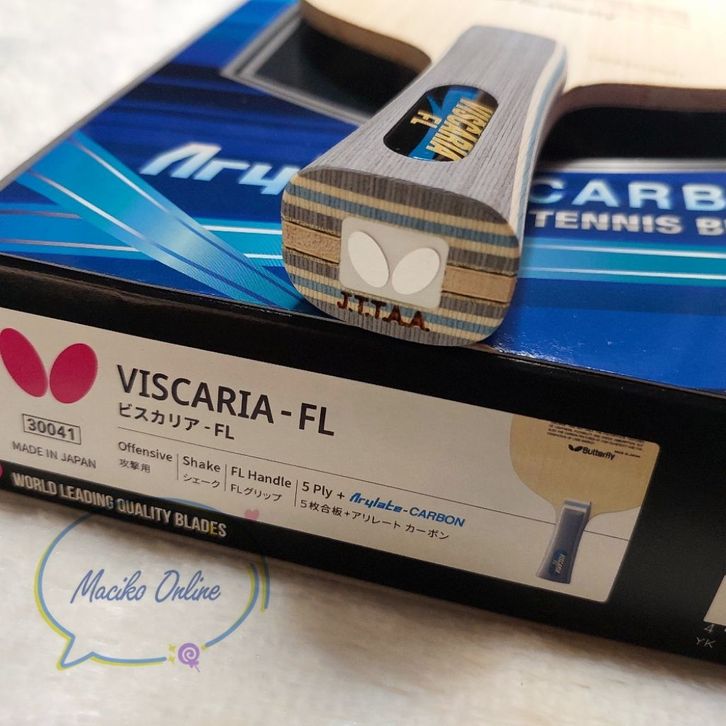 VISCARIA
FL
Arylate CARB
TENNIS B
J.T.T.A.A.
VISCARIA - FL
ビスカリア - FL
30041
MADE IN JAPAN
Offensive Shake FL Handle 5 Ply + Arylate-CARBON
攻撃用 シェーク FLグリップ 5枚合板+アリレート カーボン
Butterfly
VISCARIA
WORLD LEADING QUALITY BLADES
Maciko Online
YK